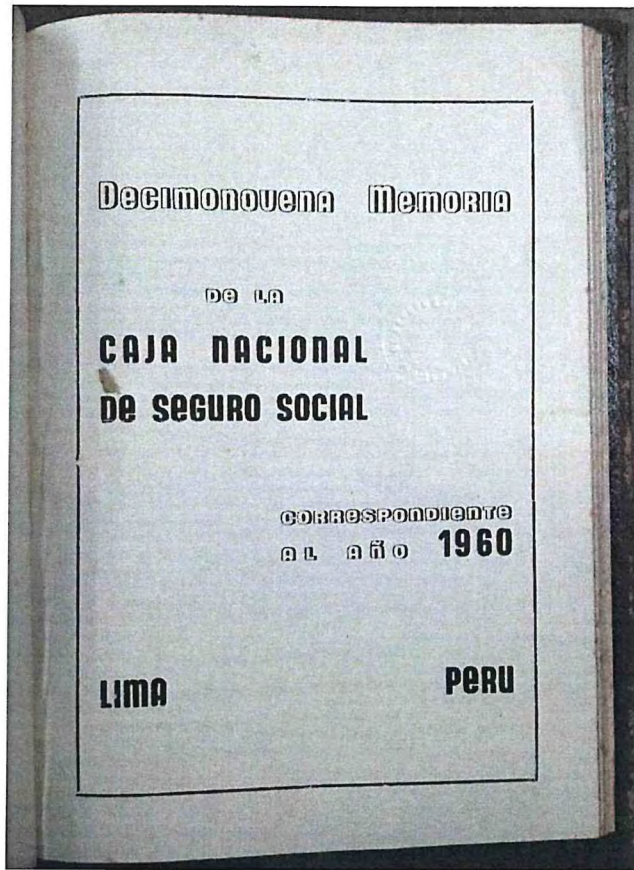 Decimonovena Memoria
DE LA
CAJA NACIONAL
DE SEGURO SOCIAL
CORRESPONDIENTE
AL AÑO 1960
LIMA PERU